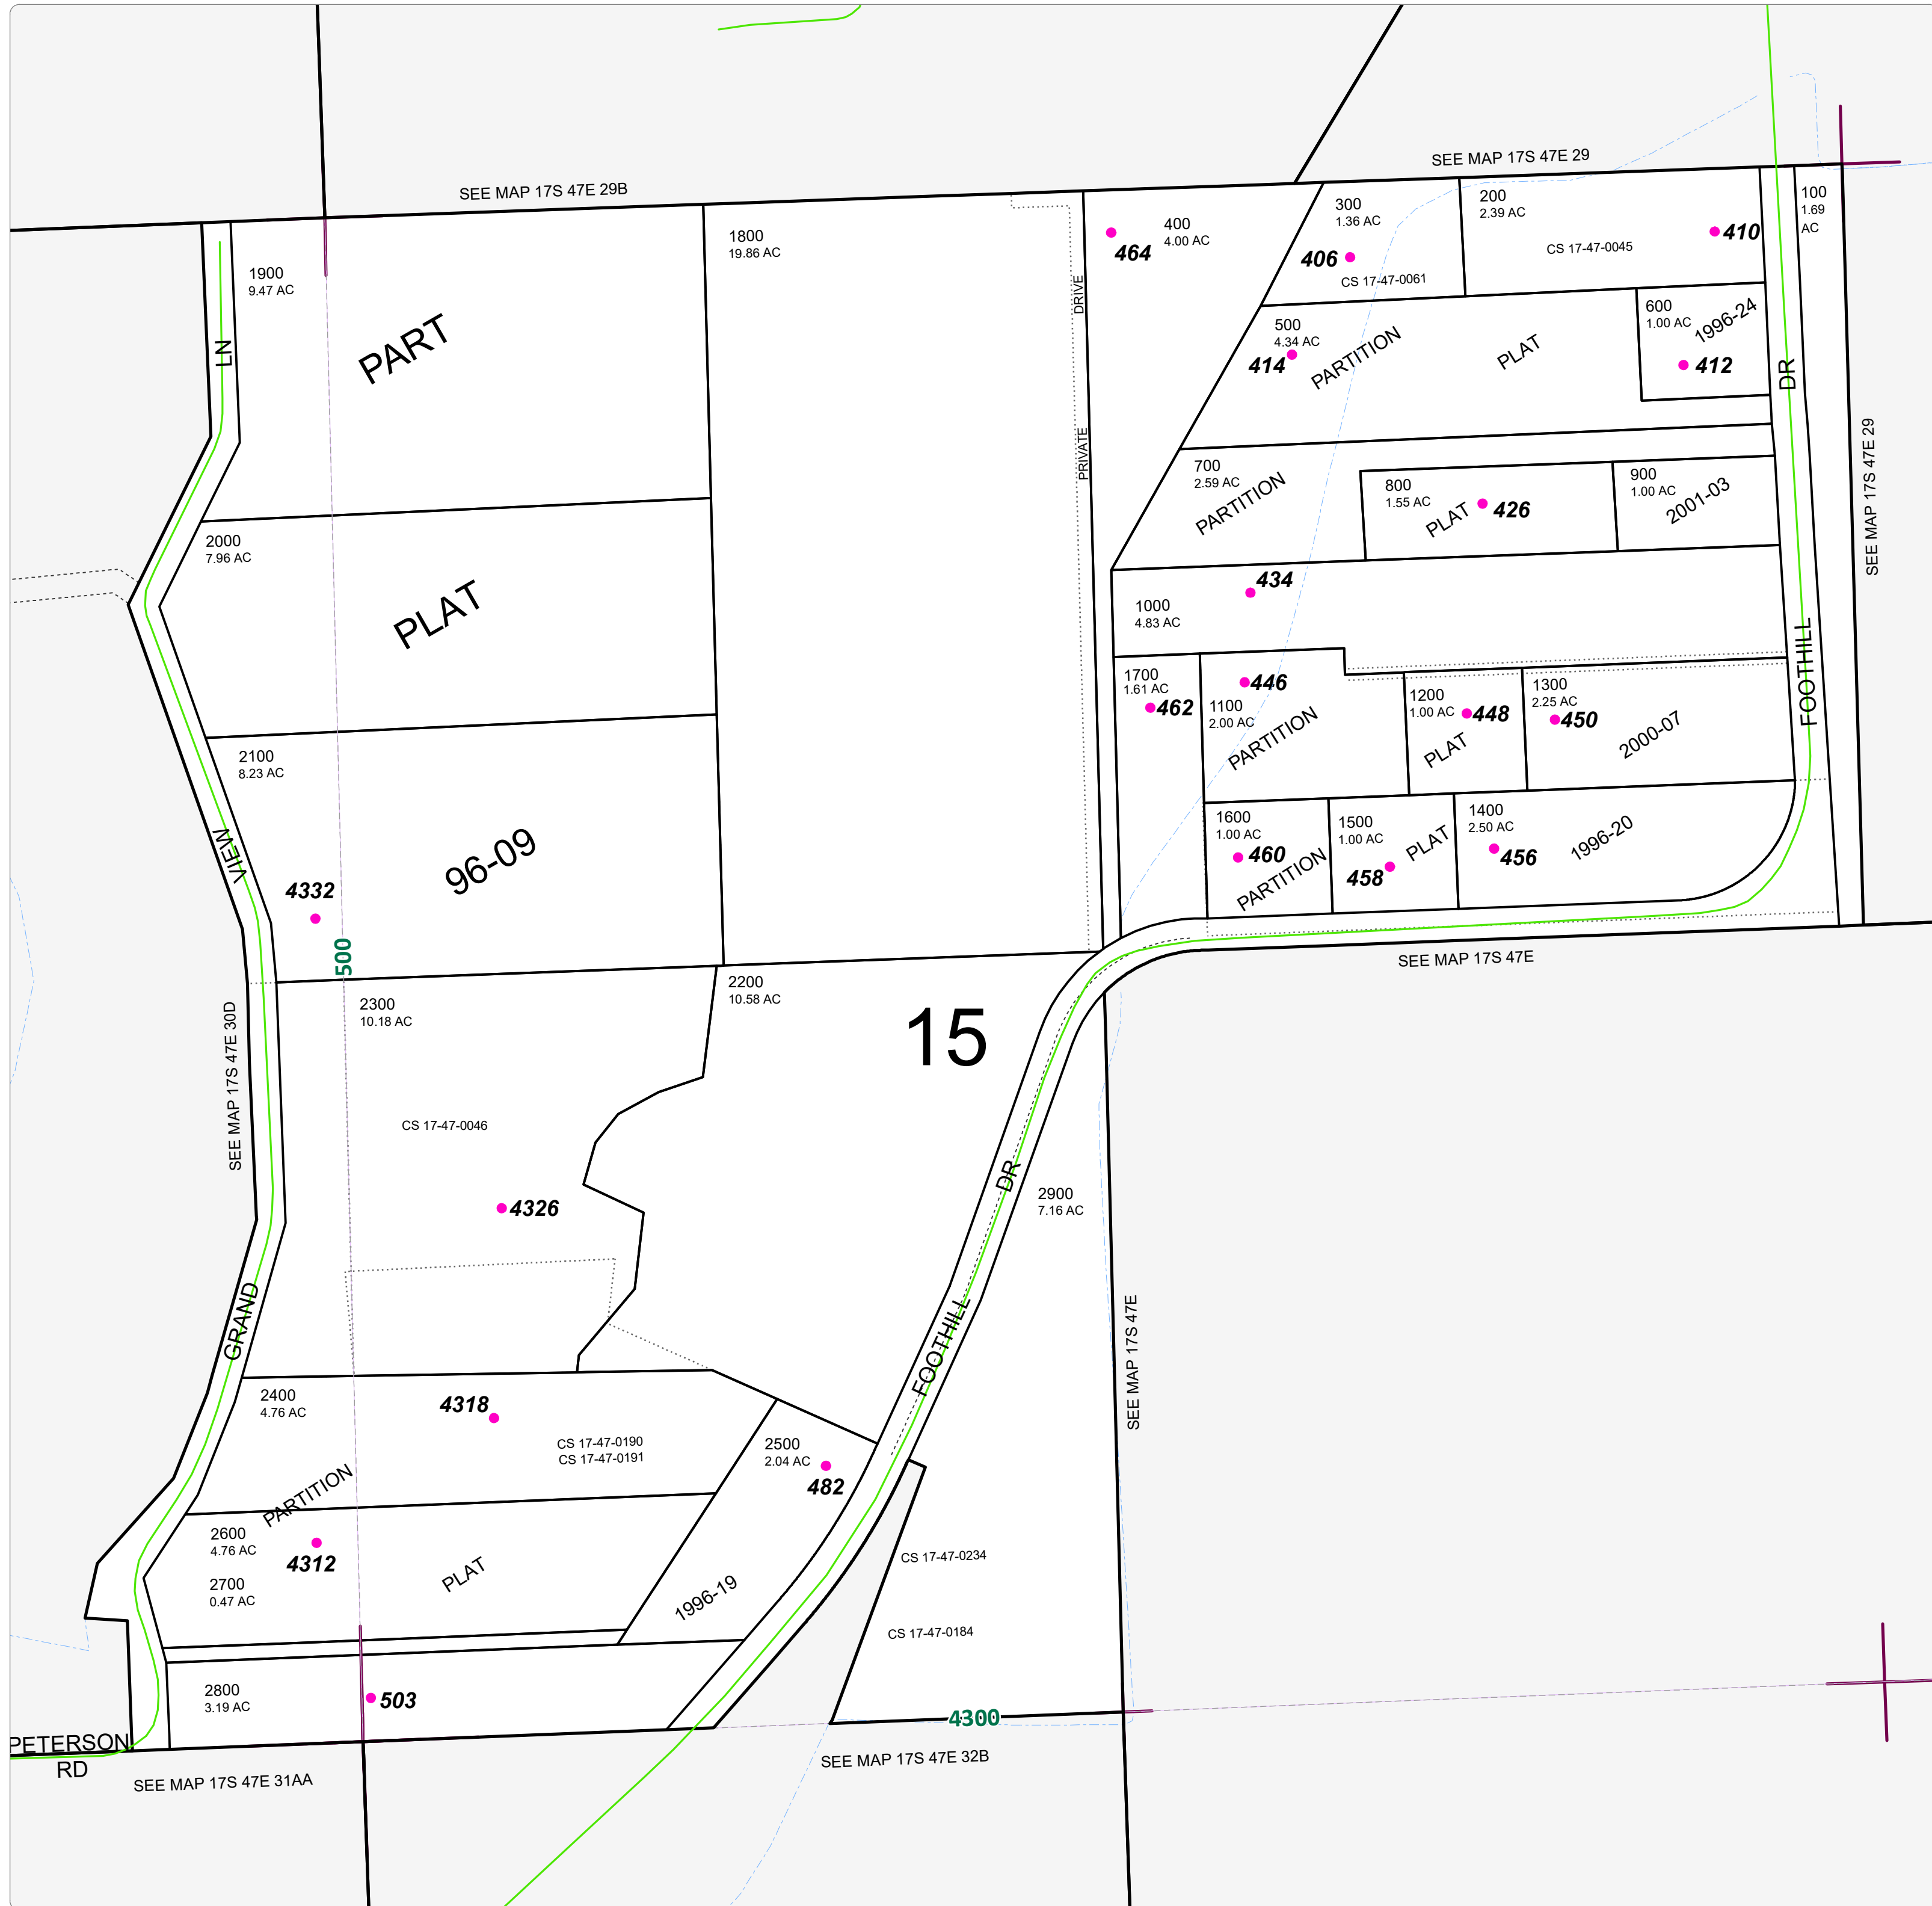 SEE MAP 17S 47E 29
SEE MAP 17S 47E 29B
100
1.69
AC
200
2.39 AC
410
CS 17-47-0045
300
1.36 AC
406
CS 17-47-0061
400
4.00 AC
464
1800
19.86 AC
1900
9.47 AC
PART
LN
DRIVE
PRIVATE
500
4.34 AC
414
PARTITION
PLAT
600
1.00 AC
1996-24
412
DR
SEE MAP 17S 47E 29
700
2.59 AC
PARTITION
800
1.55 AC
PLAT
426
900
1.00 AC
2001-03
2000
7.96 AC
PLAT
434
1000
4.83 AC
FOOTHILL
1700
1.61 AC
462
446
1100
2.00 AC
PARTITION
1200
1.00 AC
448
PLAT
1300
2.25 AC
450
2000-07
2100
8.23 AC
96-09
VIEW
4332
1600
1.00 AC
460
PARTITION
1500
1.00 AC
458
PLAT
1400
2.50 AC
456
1996-20
500
SEE MAP 17S 47E
2300
10.18 AC
2200
10.58 AC
15
SEE MAP 17S 47E 30D
CS 17-47-0046
4326
DR
2900
7.16 AC
GRAND
FOOTHILL
SEE MAP 17S 47E
2400
4.76 AC
4318
CS 17-47-0190
CS 17-47-0191
2500
2.04 AC
482
PARTITION
2600
4.76 AC
4312
PLAT
2700
0.47 AC
1996-19
CS 17-47-0234
CS 17-47-0184
2800
3.19 AC
503
4300
PETERSON
RD
SEE MAP 17S 47E 31AA
SEE MAP 17S 47E 32B